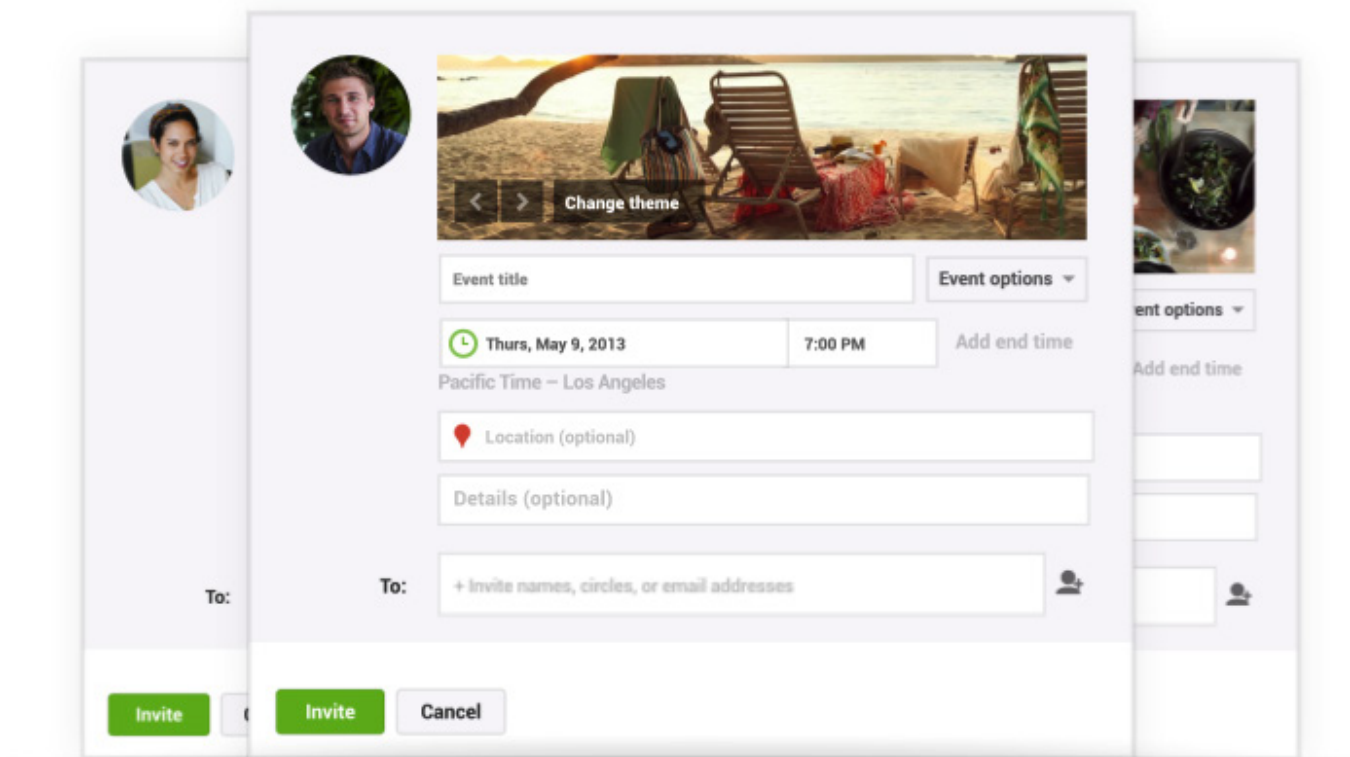 Change theme
Event title
Event options
Thurs, May 9, 2013
7:00 PM
Add end time
Pacific Time – Los Angeles
Location (optional)
Details (optional)
To:
+ Invite names, circles, or email addresses
Invite
Cancel
To:
Invite
ent options
Add end time